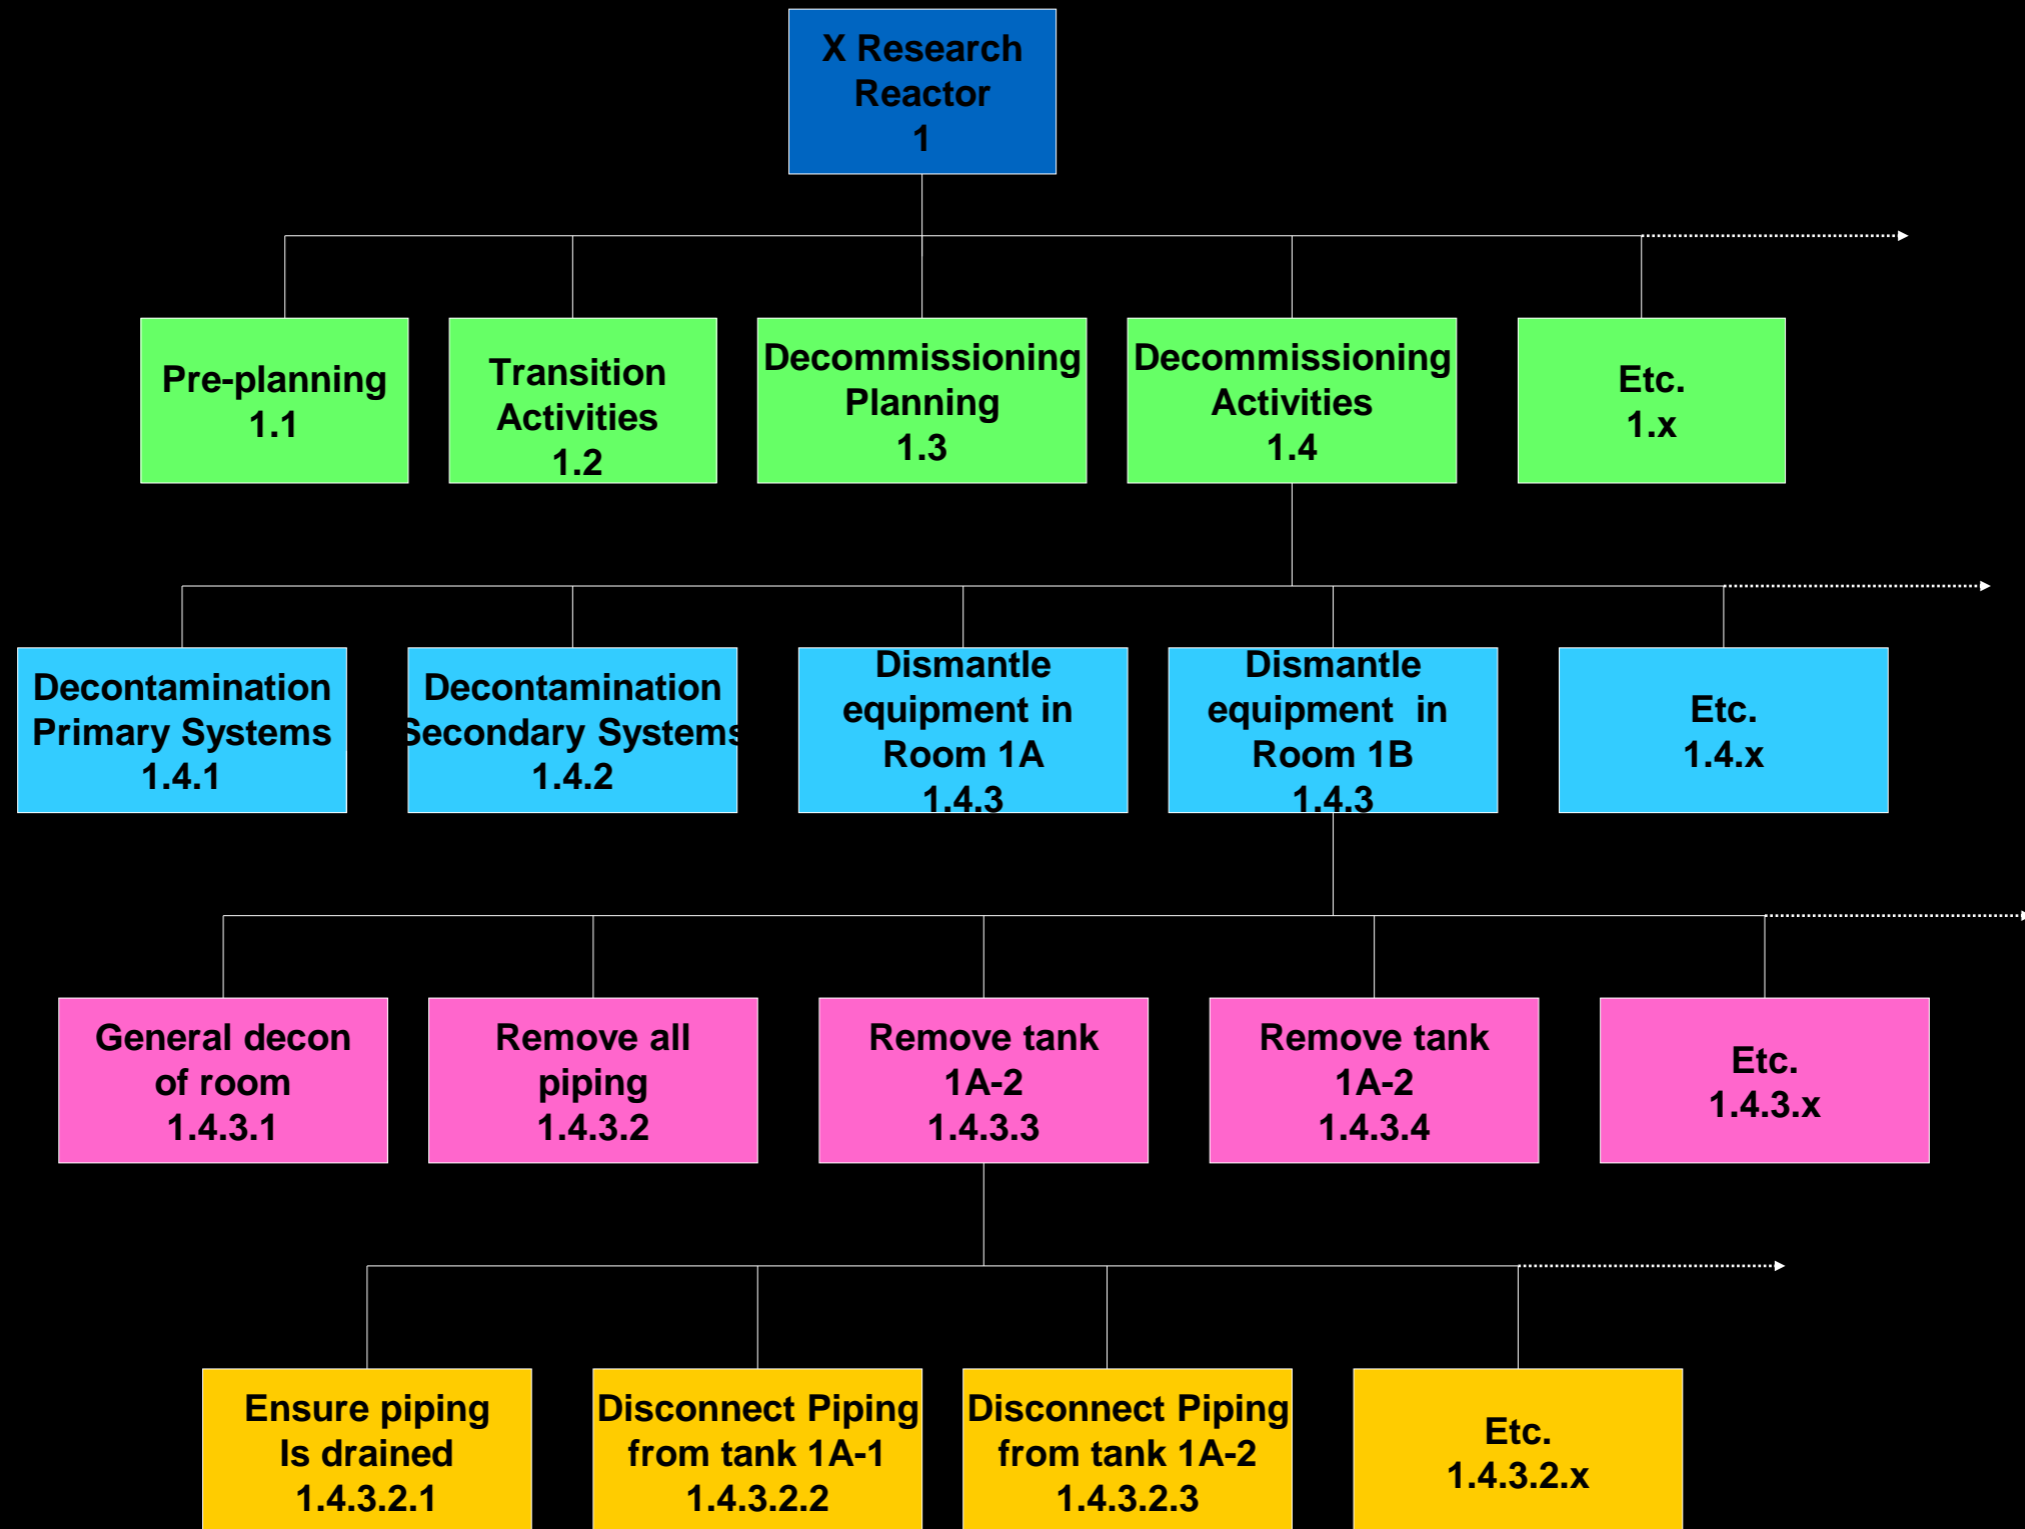 X Research
Reactor
1
Pre-planning
1.1
Transition
Activities
1.2
Decommissioning
Planning
1.3
Decommissioning
Activities
1.4
Etc.
1.x
Decontamination
Primary Systems
1.4.1
Decontamination
Secondary Systems
1.4.2
Dismantle
equipment in
Room 1A
1.4.3
Dismantle
equipment  in
Room 1B
1.4.3
Etc.
1.4.x
General decon
of room
1.4.3.1
Remove all
piping
1.4.3.2
Remove tank
1A-2
1.4.3.3
Remove tank
1A-2
1.4.3.4
Etc.
1.4.3.x
Ensure piping
Is drained
1.4.3.2.1
Disconnect Piping
from tank 1A-1
1.4.3.2.2
Disconnect Piping
from tank 1A-2
1.4.3.2.3
Etc.
1.4.3.2.x